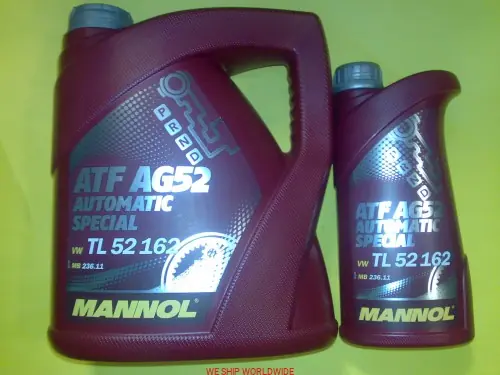 P R N D
ATF AG52
AUTOMATIC
SPECIAL
VW TL 52 162
MB 236.11
MANNOL
P R N D
ATF AG52
AUTOMATIC
SPECIAL
VW TL 52 162
MB 236.11
MANNOL
WE SHIP WORLDWIDE